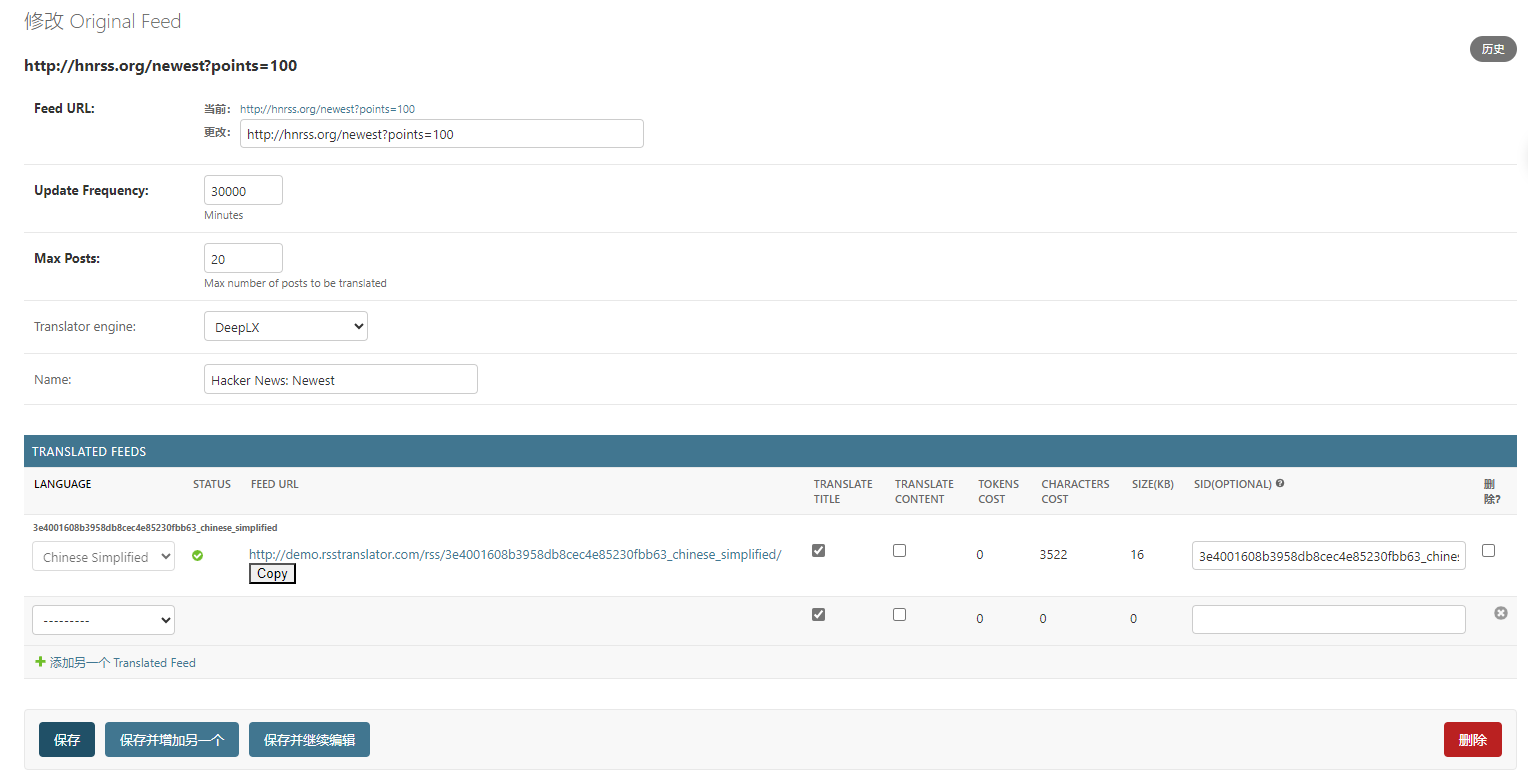 修改 Original Feed
历史
http://hnrss.org/newest?points=100
Feed URL:
当前: http://hnrss.org/newest?points=100
更改: http://hnrss.org/newest?points=100
Update Frequency:
30000
Minutes
Max Posts:
20
Max number of posts to be translated
Translator engine:
DeepLX
Name:
Hacker News: Newest
TRANSLATED FEEDS
LANGUAGE STATUS FEED URL TRANSLATE TITLE TRANSLATE CONTENT TOKENS COST CHARACTERS COST SIZE(KB) SID(OPTIONAL) ? 删除?
3e4001608b3958db8cec4e85230fbb63_chinese_simplified
Chinese Simplified http://demo.rsstranslator.com/rss/3e4001608b3958db8cec4e85230fbb63_chinese_simplified/ 0 3522 16 3e4001608b3958db8cec4e85230fbb63_chines
Copy
--------- 0 0 0
添加另一个 Translated Feed
保存 保存并增加另一个 保存并继续编辑 删除